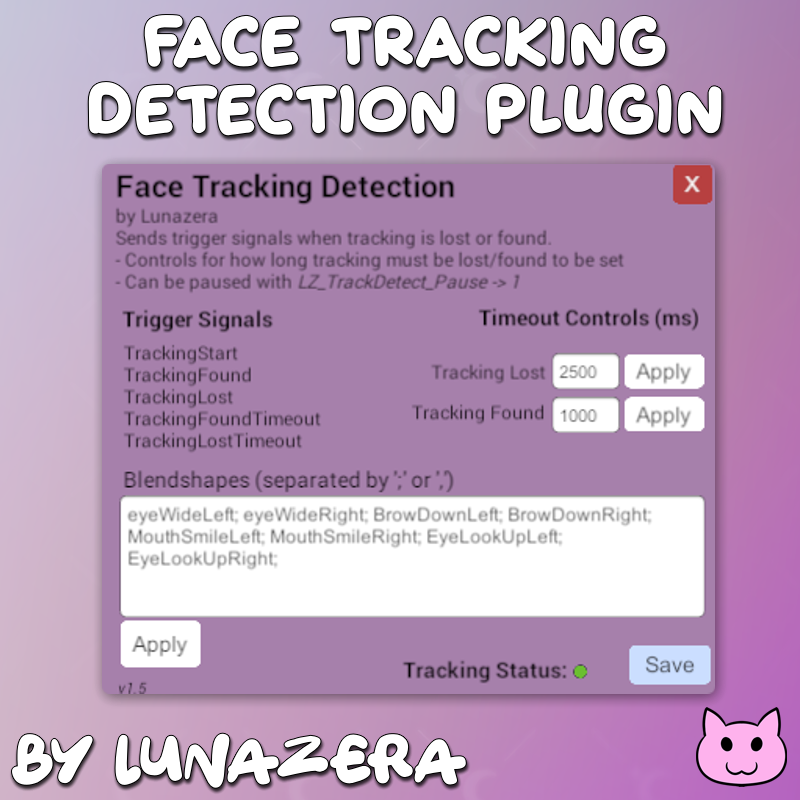 FACE TRACKING
DETECTION PLUGIN
Face Tracking Detection
X
by Lunazera
Sends trigger signals when tracking is lost or found.
- Controls for how long tracking must be lost/found to be set
- Can be paused with LZ_TrackDetect_Pause -> 1
Trigger Signals
TrackingStart
TrackingFound
TrackingLost
TrackingFoundTimeout
TrackingLostTimeout
Timeout Controls (ms)
Tracking Lost 2500 Apply
Tracking Found 1000 Apply
Blendshapes (separated by ';' or ',')
eyeWideLeft; eyeWideRight; BrowDownLeft; BrowDownRight;
MouthSmileLeft; MouthSmileRight; EyeLookUpLeft;
EyeLookUpRight;
Apply
Tracking Status:
Save
v1.5
BY LUNAZERA